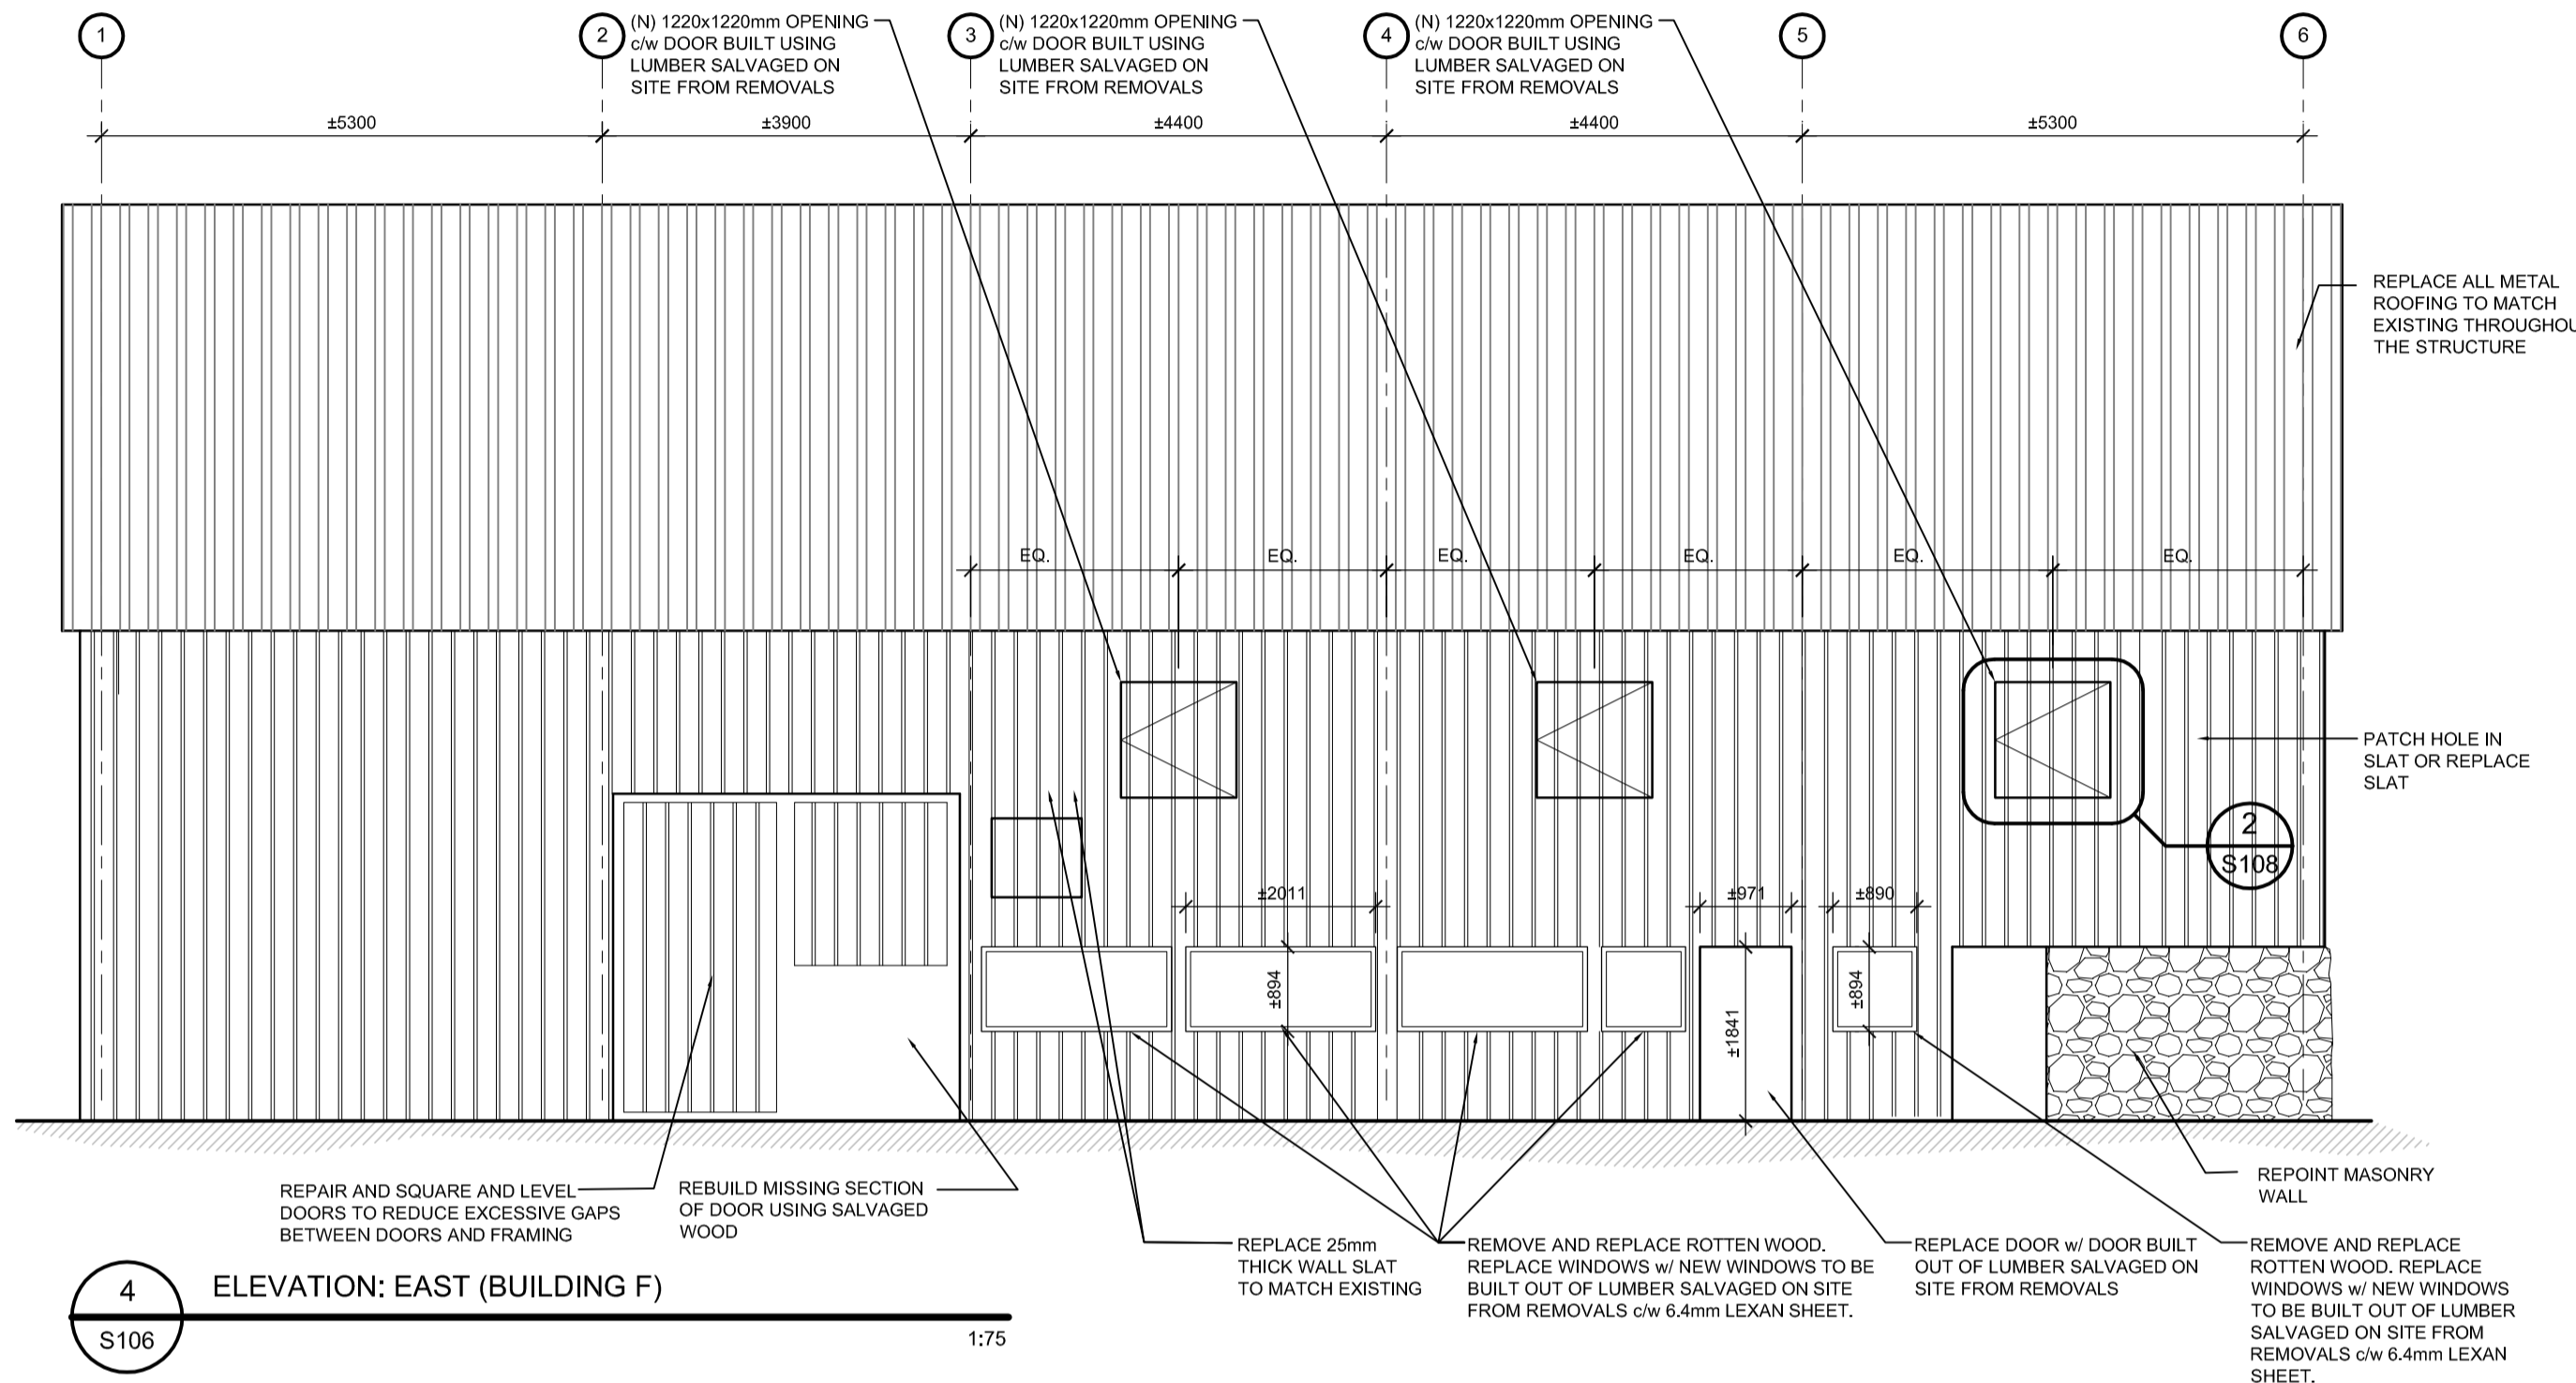 1
2
3
4
5
6
(N) 1220x1220mm OPENING
c/w DOOR BUILT USING
LUMBER SALVAGED ON
SITE FROM REMOVALS
(N) 1220x1220mm OPENING
c/w DOOR BUILT USING
LUMBER SALVAGED ON
SITE FROM REMOVALS
(N) 1220x1220mm OPENING
c/w DOOR BUILT USING
LUMBER SALVAGED ON
SITE FROM REMOVALS
±5300
±3900
±4400
±4400
±5300
REPLACE ALL METAL
ROOFING TO MATCH
EXISTING THROUGHOU
THE STRUCTURE
EQ.
EQ.
EQ.
EQ.
EQ.
EQ.
PATCH HOLE IN
SLAT OR REPLACE
SLAT
2
S108
±2011
±971
±890
±894
±1841
±894
REPAIR AND SQUARE AND LEVEL
DOORS TO REDUCE EXCESSIVE GAPS
BETWEEN DOORS AND FRAMING
REBUILD MISSING SECTION
OF DOOR USING SALVAGED
WOOD
REPLACE 25mm
THICK WALL SLAT
TO MATCH EXISTING
REMOVE AND REPLACE ROTTEN WOOD.
REPLACE WINDOWS w/ NEW WINDOWS TO BE
BUILT OUT OF LUMBER SALVAGED ON SITE
FROM REMOVALS c/w 6.4mm LEXAN SHEET.
REPLACE DOOR w/ DOOR BUILT
OUT OF LUMBER SALVAGED ON
SITE FROM REMOVALS
REPOINT MASONRY
WALL
REMOVE AND REPLACE
ROTTEN WOOD. REPLACE
WINDOWS w/ NEW WINDOWS
TO BE BUILT OUT OF LUMBER
SALVAGED ON SITE FROM
REMOVALS c/w 6.4mm LEXAN
SHEET.
4
S106
ELEVATION: EAST (BUILDING F)
1:75